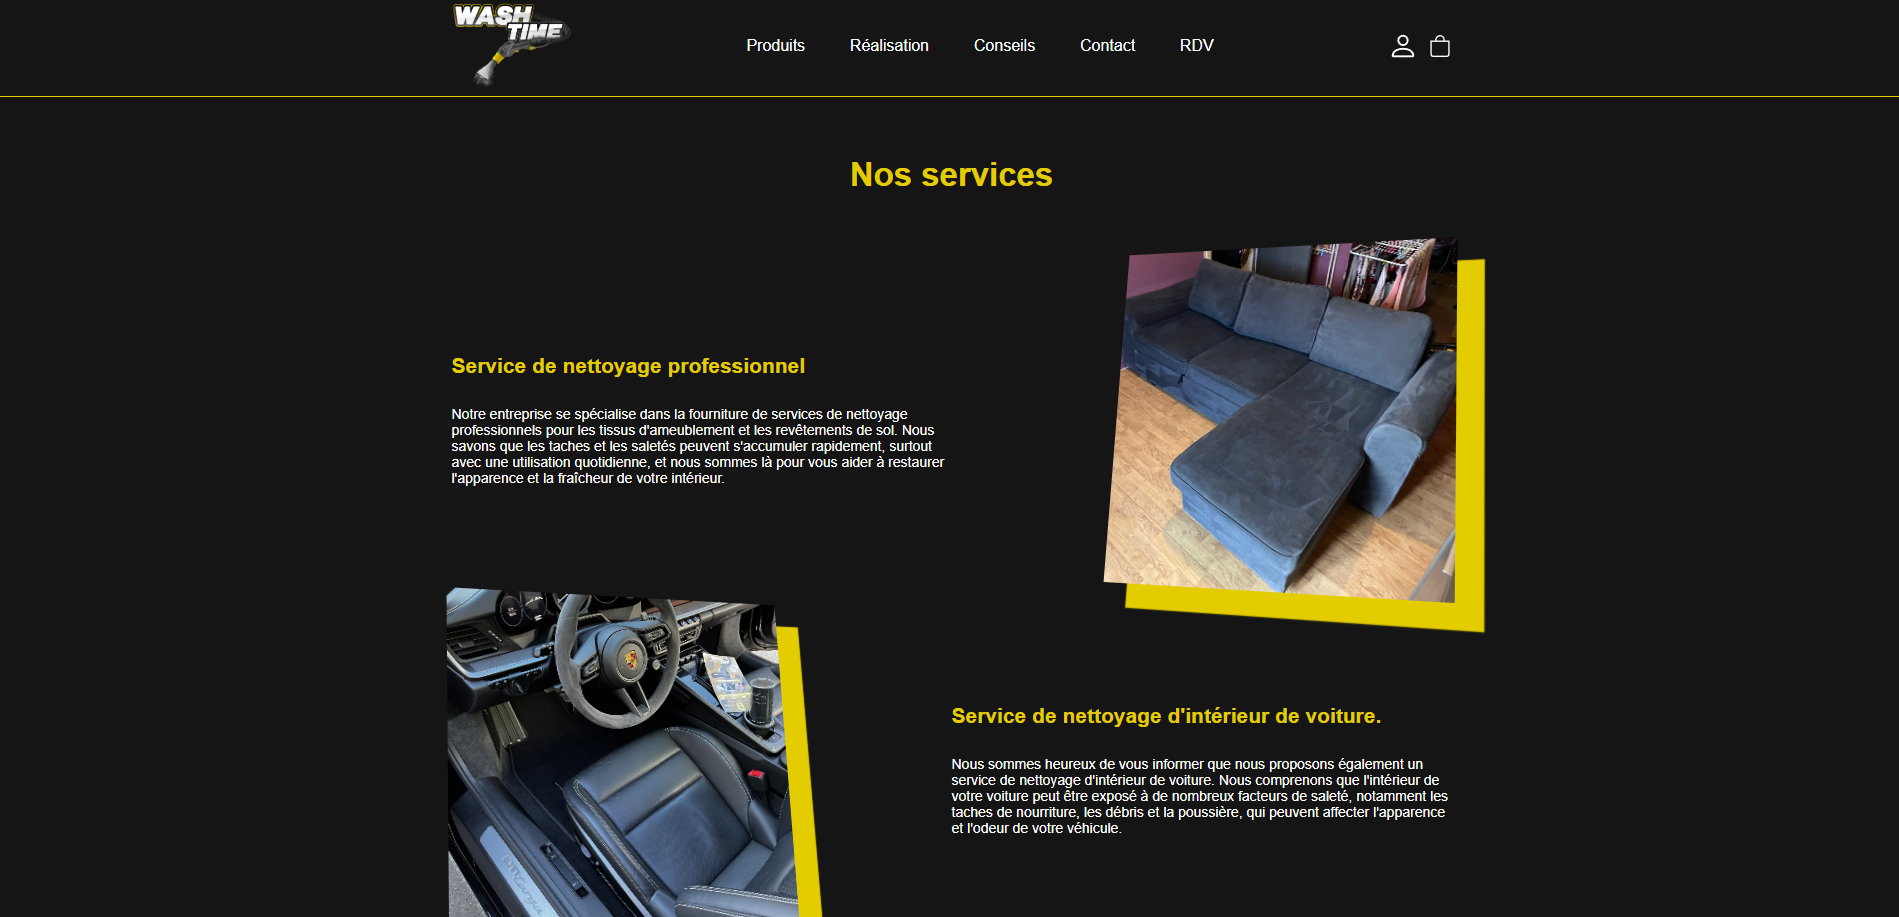 WASH
TIME
Produits
Réalisation
Conseils
Contact
RDV
Nos services
Service de nettoyage professionnel
Notre entreprise se spécialise dans la fourniture de services de nettoyage
professionnels pour les tissus d'ameublement et les revêtements de sol. Nous
savons que les taches et les saletés peuvent s'accumuler rapidement, surtout
avec une utilisation quotidienne, et nous sommes là pour vous aider à restaurer
l'apparence et la fraîcheur de votre intérieur.
Service de nettoyage d'intérieur de voiture.
Nous sommes heureux de vous informer que nous proposons également un
service de nettoyage d'intérieur de voiture. Nous comprenons que l'intérieur de
votre voiture peut être exposé à de nombreux facteurs de saleté, notamment les
taches de nourriture, les débris et la poussière, qui peuvent affecter l'apparence
et l'odeur de votre véhicule.